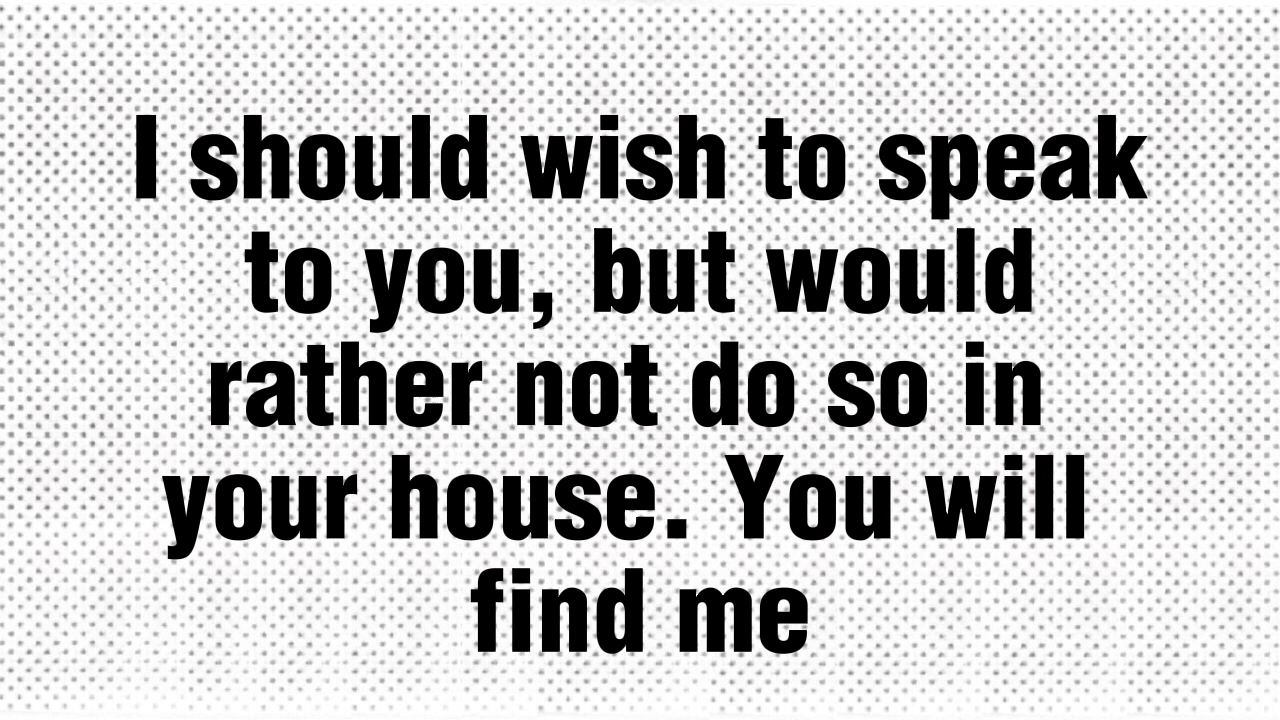 I should wish to speak
to you, but would
rather not do so in
your house. You will
find me